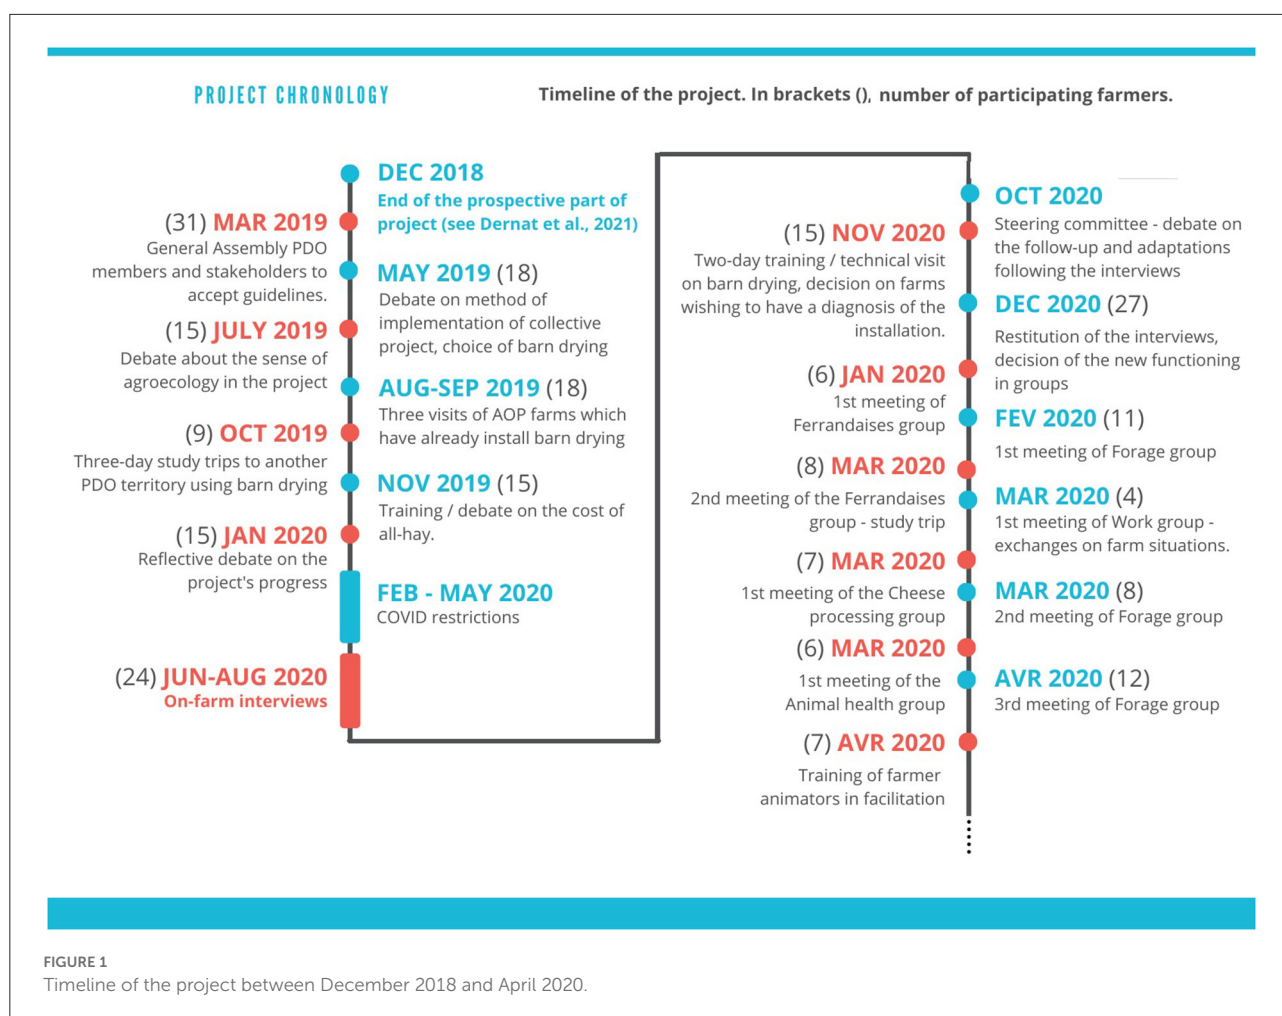 PROJECT CHRONOLOGY
Timeline of the project. In brackets (), number of participating farmers.
DEC 2018
End of the prospective part of
project (see Dernat et al., 2021)
(31) MAR 2019
General Assembly PDO
members and stakeholders to
accept guidelines.
MAY 2019 (18)
Debate on method of
implementation of collective
project, choice of barn drying
(15) JULY 2019
Debate about the sense of
agroecology in the project
AUG-SEP 2019 (18)
Three visits of AOP farms which
have already install barn drying
(9) OCT 2019
Three-day study trips to another
PDO territory using barn drying
NOV 2019 (15)
Training / debate on the cost of
all-hay.
(15) JAN 2020
Reflective debate on the
project's progress
FEB - MAY 2020
COVID restrictions
(24) JUN-AUG 2020
On-farm interviews
OCT 2020
Steering committee - debate on
the follow-up and adaptations
following the interviews
(15) NOV 2020
Two-day training / technical visit
on barn drying, decision on farms
wishing to have a diagnosis of the
installation.
DEC 2020 (27)
Restitution of the interviews,
decision of the new functioning
in groups
(6) JAN 2020
1st meeting of
Ferrandaises group
FEV 2020 (11)
1st meeting of Forage group
(8) MAR 2020
2nd meeting of the Ferrandaises
group - study trip
MAR 2020 (4)
1st meeting of Work group -
exchanges on farm situations.
(7) MAR 2020
1st meeting of the Cheese
processing group
MAR 2020 (8)
2nd meeting of Forage group
(6) MAR 2020
1st meeting of the
Animal health group
AVR 2020 (12)
3rd meeting of Forage group
(7) AVR 2020
Training of farmer
animators in facilitation
FIGURE 1
Timeline of the project between December 2018 and April 2020.